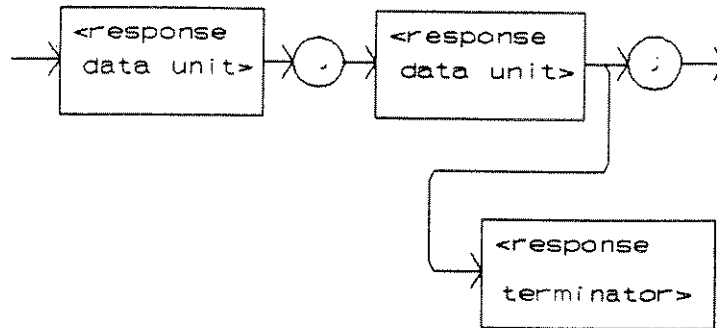 <response
data unit>
,
<response
data unit>
;
<response
terminator>